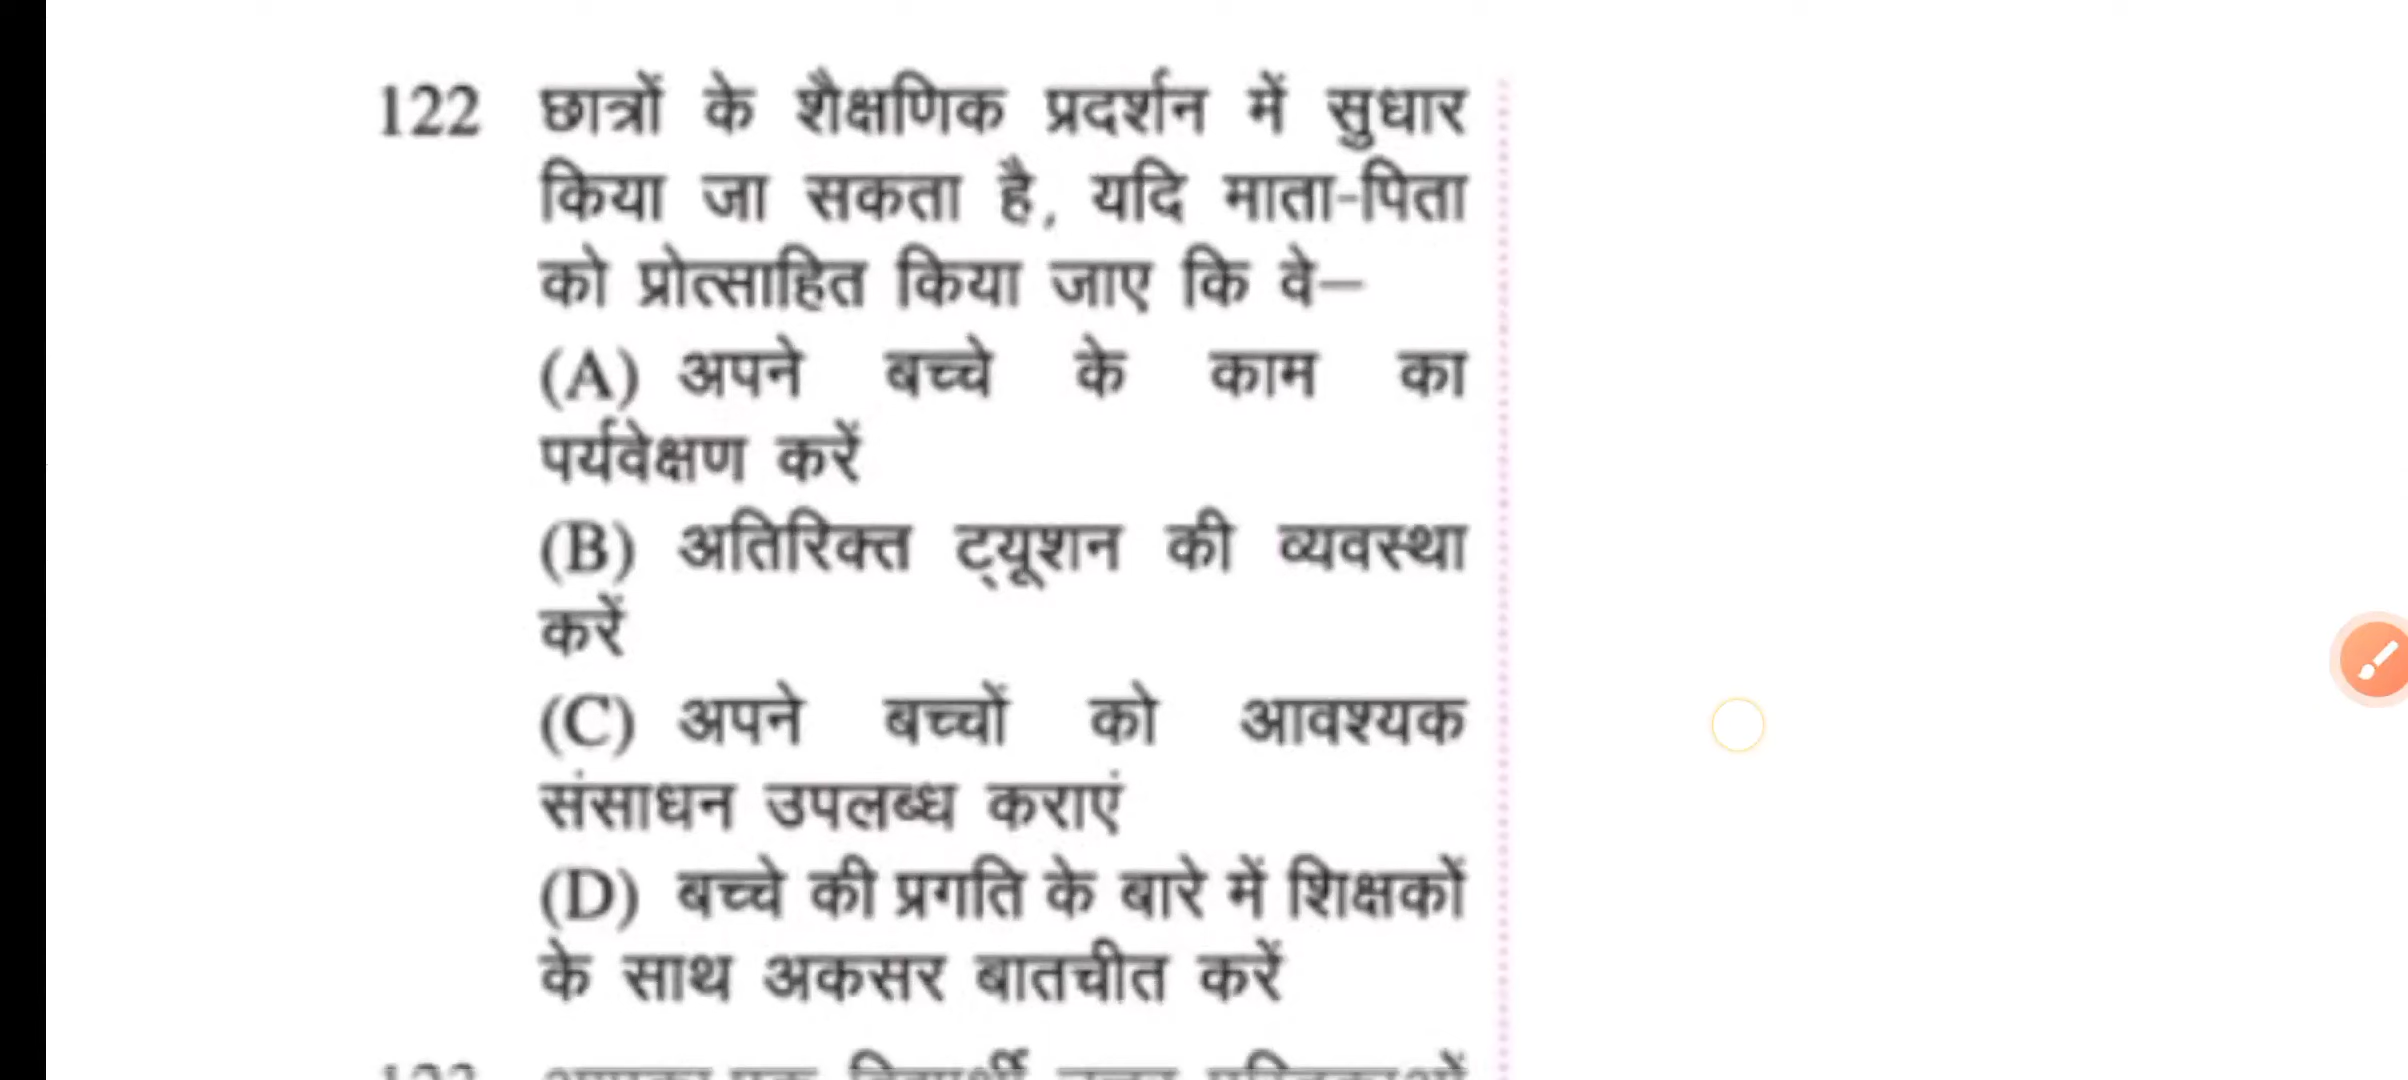 122 छात्रों के शैक्षणिक प्रदर्शन में सुधार
किया जा सकता है, यदि माता-पिता
को प्रोत्साहित किया जाए कि वे–
(A) अपने बच्चे के काम का
पर्यवेक्षण करें
(B) अतिरिक्त ट्यूशन की व्यवस्था
करें
(C) अपने बच्चों को आवश्यक
संसाधन उपलब्ध कराएं
(D) बच्चे की प्रगति के बारे में शिक्षकों
के साथ अकसर बातचीत करें